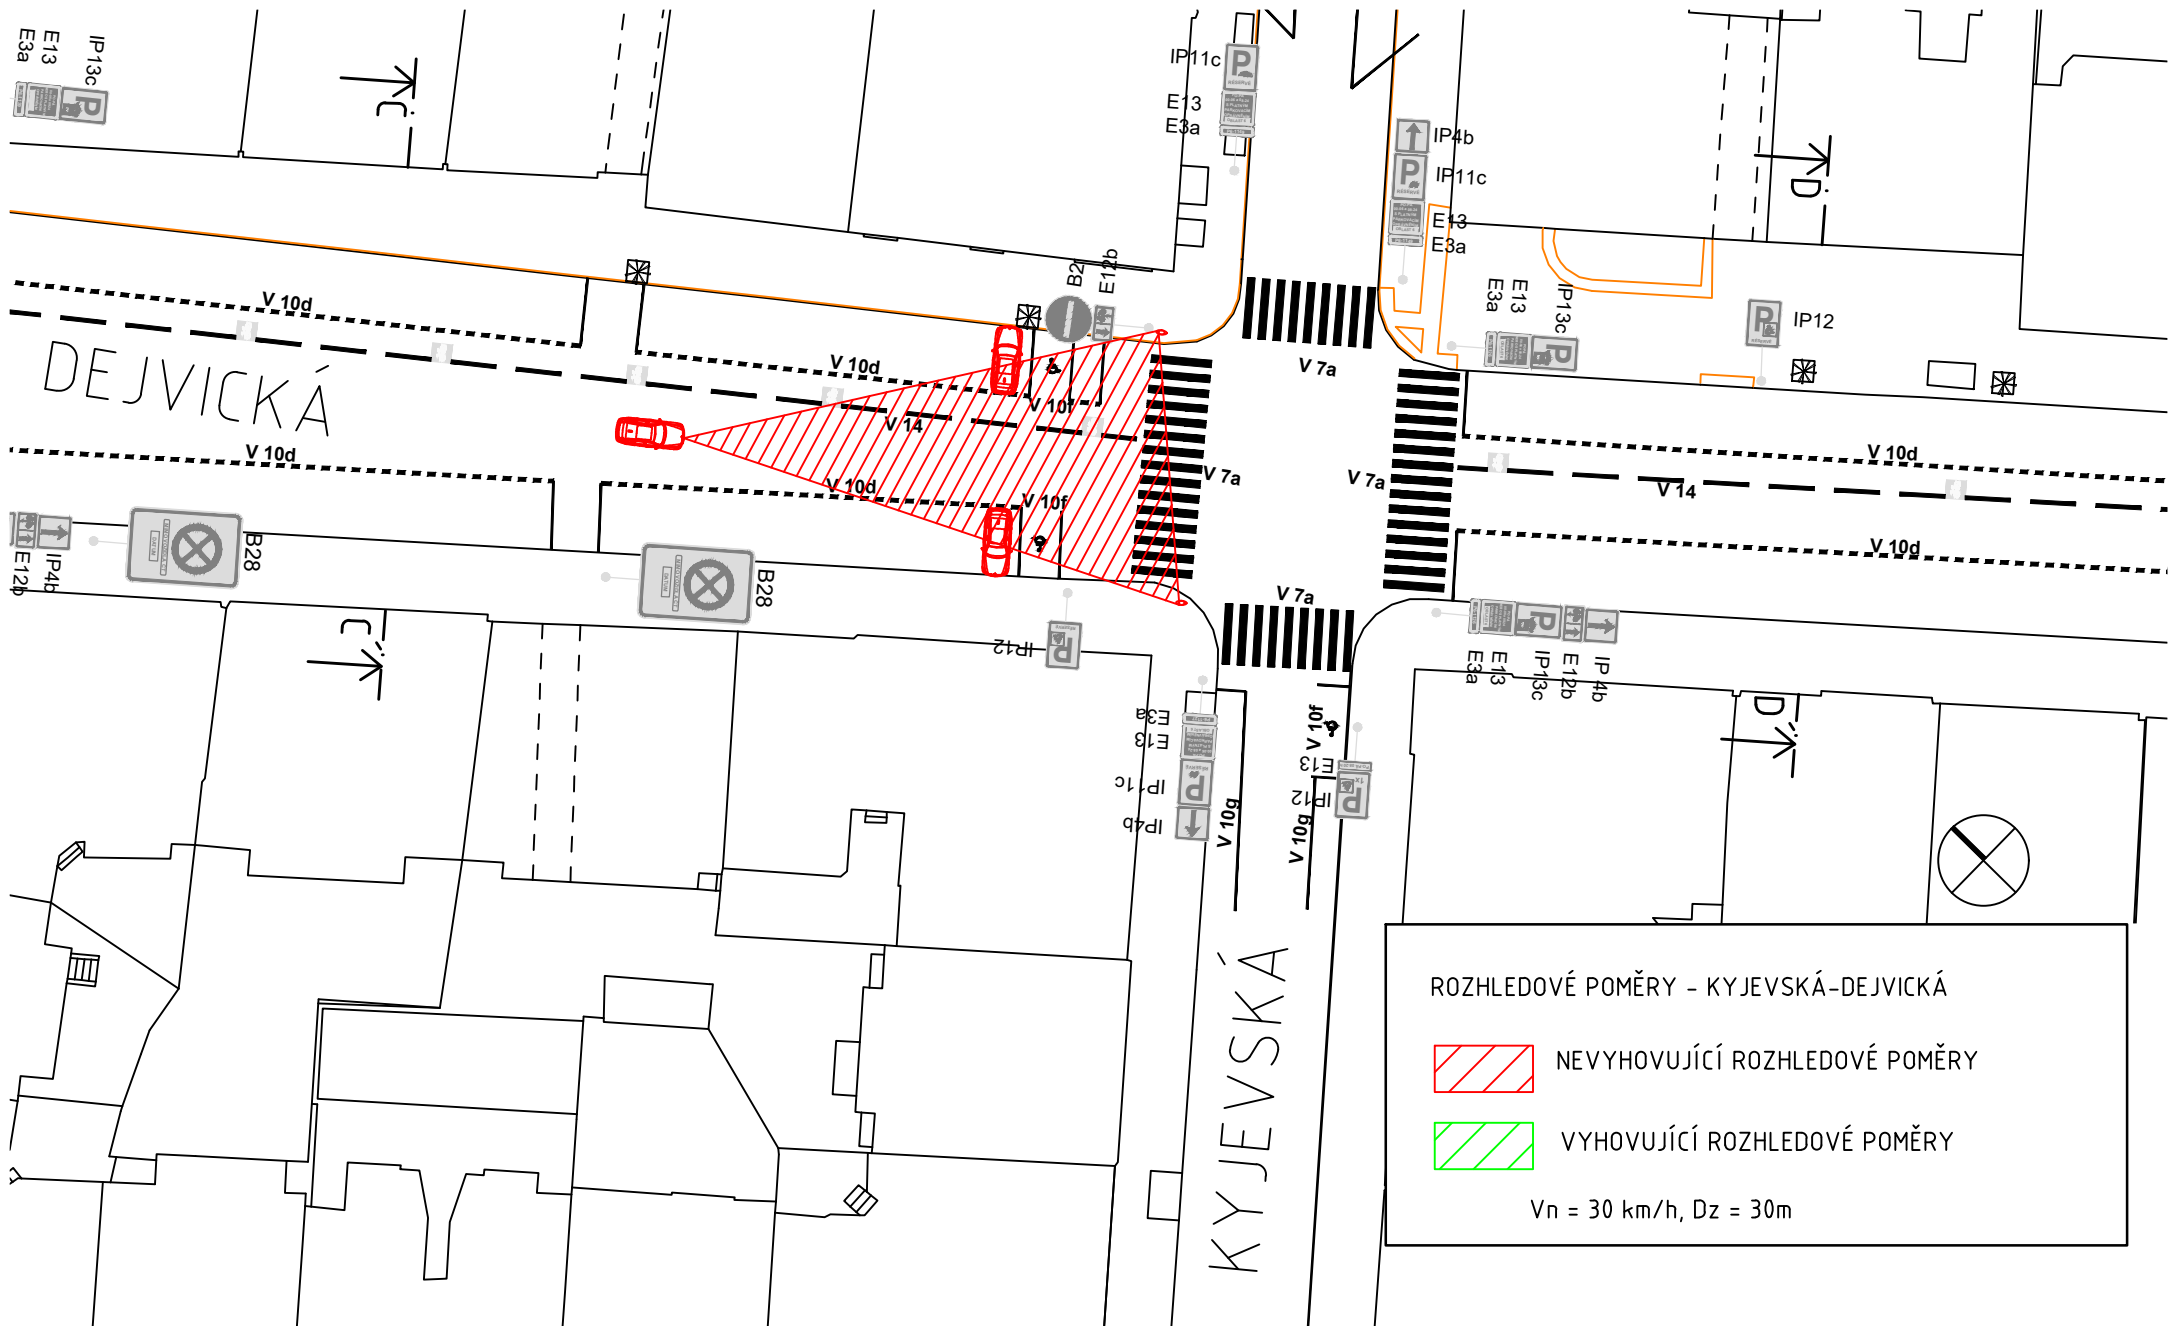 E3a
E13
IP13c
C'
IP11c
E13
E3a
IP4b
IP11c
E13
E3a
D'
B2
E12b
E3a
E13
IP13c
IP12
V 10d
V 10d
V 10f
V 14
V 7a
DEJVICKÁ
V 10d
V 10d
V 10f
V 7a
V 7a
V 10d
V 14
V 10d
V 7a
E12b
IP4b
B28
B28
C'
IP12
E3a
E13
IP11c
IP4b
V 10g
V 10f
E13
IP12
V 10g
E3a
E13
IP13c
E12b
IP 4b
D'
KYJEVSKÁ
ROZHLEDOVÉ POMĚRY - KYJEVSKÁ-DEJVICKÁ
NEVYHOVUJÍCÍ ROZHLEDOVÉ POMĚRY
VYHOVUJÍCÍ ROZHLEDOVÉ POMĚRY
Vn = 30 km/h, Dz = 30m